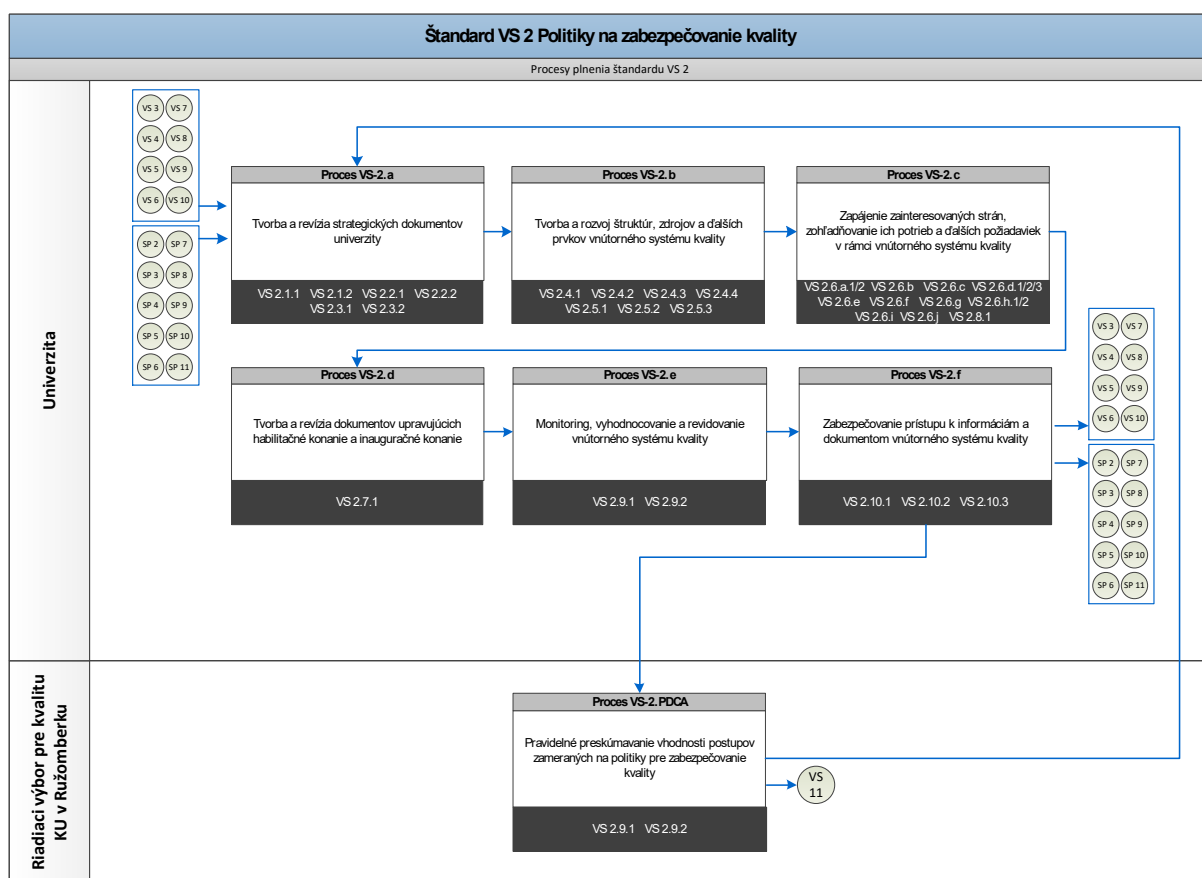 Štandard VS 2 Politiky na zabezpečovanie kvality
Procesy plnenia štandardu VS 2
Univerzita
VS 3 VS 7
VS 4 VS 8
VS 5 VS 9
VS 6 VS 10
SP 2 SP 7
SP 3 SP 8
SP 4 SP 9
SP 5 SP 10
SP 6 SP 11
Proces VS-2. a
Tvorba a revízia strategických dokumentov
univerzity
VS 2.1.1 VS 2.1.2 VS 2.2.1 VS 2.2.2
VS 2.3.1 VS 2.3.2
Proces VS-2. b
Tvorba a rozvoj štruktúr, zdrojov a ďalších
prvkov vnútorného systému kvality
VS 2.4.1 VS 2.4.2 VS 2.4.3 VS 2.4.4
VS 2.5.1 VS 2.5.2 VS 2.5.3
Proces VS-2. c
Zapájenie zainteresovaných strán,
zohľadňovanie ich potrieb a ďalších požiadaviek
v rámci vnútorného systému kvality
VS 2.6.a.1/2 VS 2.6.b VS 2.6.c VS 2.6.d.1/2/3
VS 2.6.e VS 2.6.f VS 2.6.g VS 2.6.h.1/2
VS 2.6.i VS 2.6.j VS 2.8.1
Proces VS-2. d
Tvorba a revízia dokumentov upravujúcich
habilitačné konanie a inauguračné konanie
VS 2.7.1
Proces VS-2. e
Monitoring, vyhodnocovanie a revidovanie
vnútorného systému kvality
VS 2.9.1 VS 2.9.2
Proces VS-2. f
Zabezpečovanie prístupu k informáciám a
dokumentom vnútorného systému kvality
VS 2.10.1 VS 2.10.2 VS 2.10.3
VS 3 VS 7
VS 4 VS 8
VS 5 VS 9
VS 6 VS 10
SP 2 SP 7
SP 3 SP 8
SP 4 SP 9
SP 5 SP 10
SP 6 SP 11
Riadiaci výbor pre kvalitu
KU v Ružomberku
Proces VS-2. PDCA
Pravidelné preskúmavanie vhodnosti postupov
zameraných na politiky pre zabezpečovanie
kvality
VS 2.9.1 VS 2.9.2
VS
11